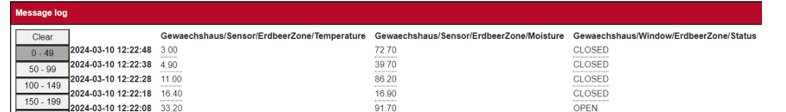 Message log
Clear Gewaechshaus/Sensor/ErdbeerZone/Temperature Gewaechshaus/Sensor/ErdbeerZone/Moisture Gewaechshaus/Window/ErdbeerZone/Status
0 - 49 2024-03-10 12:22:48 3.00 72.70 CLOSED
50 - 99 2024-03-10 12:22:38 4.90 39.70 CLOSED
100 - 149 2024-03-10 12:22:28 11.00 86.20 CLOSED
150 - 199 2024-03-10 12:22:18 16.40 16.90 CLOSED
2024-03-10 12:22:08 33.20 91.70 OPEN